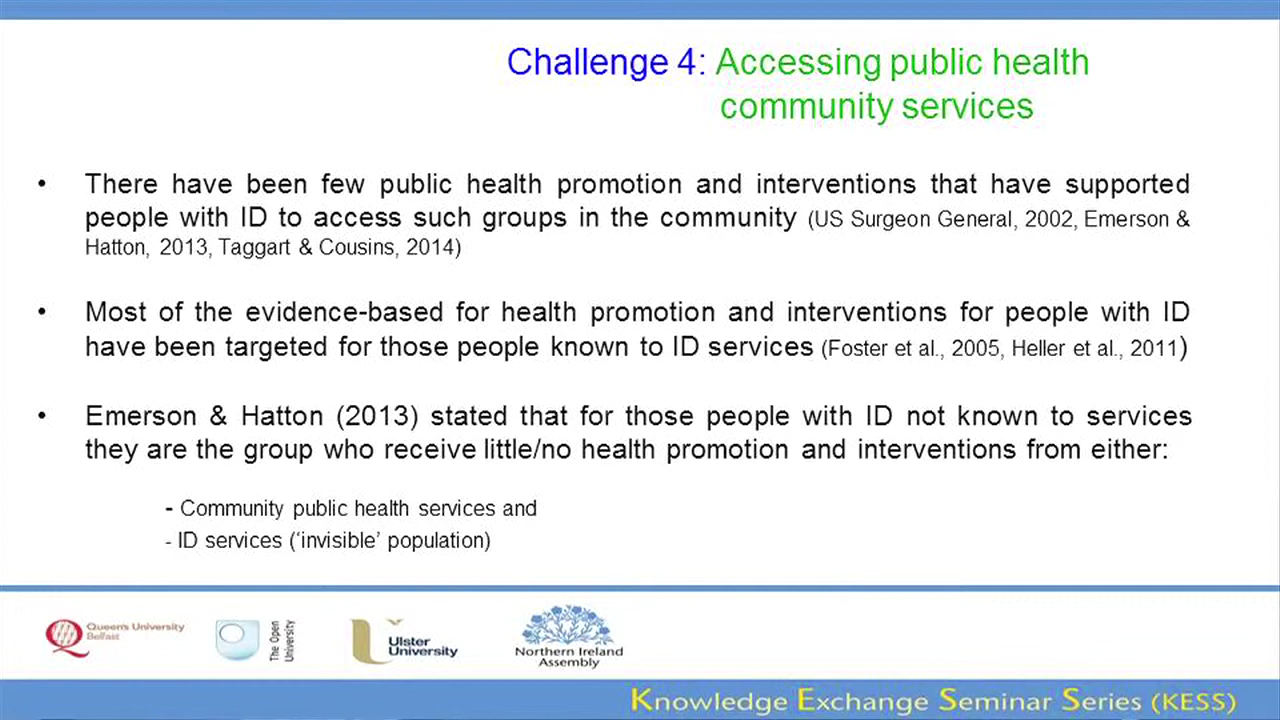 Challenge 4: Accessing public health
community services
• There have been few public health promotion and interventions that have supported
people with ID to access such groups in the community (US Surgeon General, 2002, Emerson &
Hatton, 2013, Taggart & Cousins, 2014)
• Most of the evidence-based for health promotion and interventions for people with ID
have been targeted for those people known to ID services (Foster et al., 2005, Heller et al., 2011)
• Emerson & Hatton (2013) stated that for those people with ID not known to services
they are the group who receive little/no health promotion and interventions from either:
- Community public health services and
- ID services (‘invisible’ population)
Queen's University
Belfast
The Open
University
Ulster
University
Northern Ireland
Assembly
Knowledge Exchange Seminar Series (KESS)